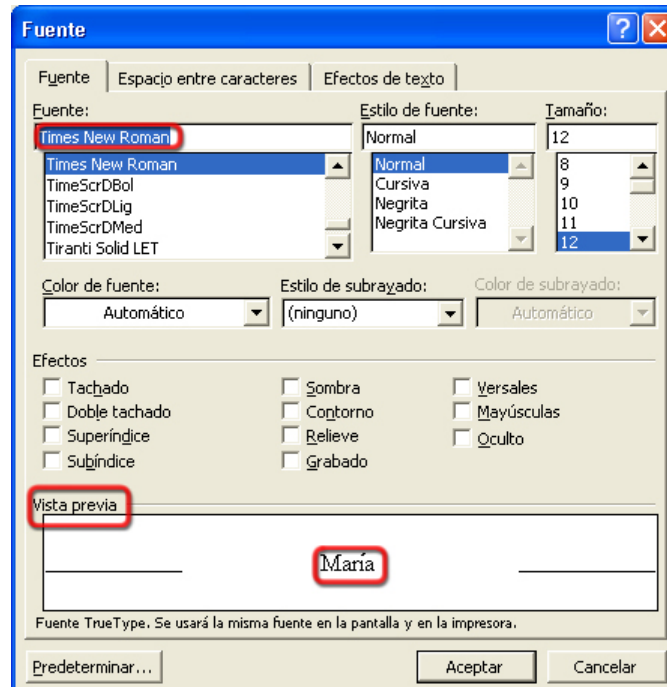 Fuente
Fuente Espacio entre caracteres Efectos de texto
Fuente: Estilo de fuente: Tamaño:
Times New Roman Normal 12
Times New Roman Normal 8
TimeScrDBol Cursiva 9
TimeScrDLig Negrita 10
TimeScrDMed Negrita Cursiva 11
Tiranti Solid LET 12
Color de fuente: Estilo de subrayado: Color de subrayado:
Automático (ninguno) Automático
Efectos
Tachado Sombra Versales
Doble tachado Contorno Mayúsculas
Superíndice Relieve Oculto
Subíndice Grabado
Vista previa
María
Fuente TrueType. Se usará la misma fuente en la pantalla y en la impresora.
Predeterminar... Aceptar Cancelar